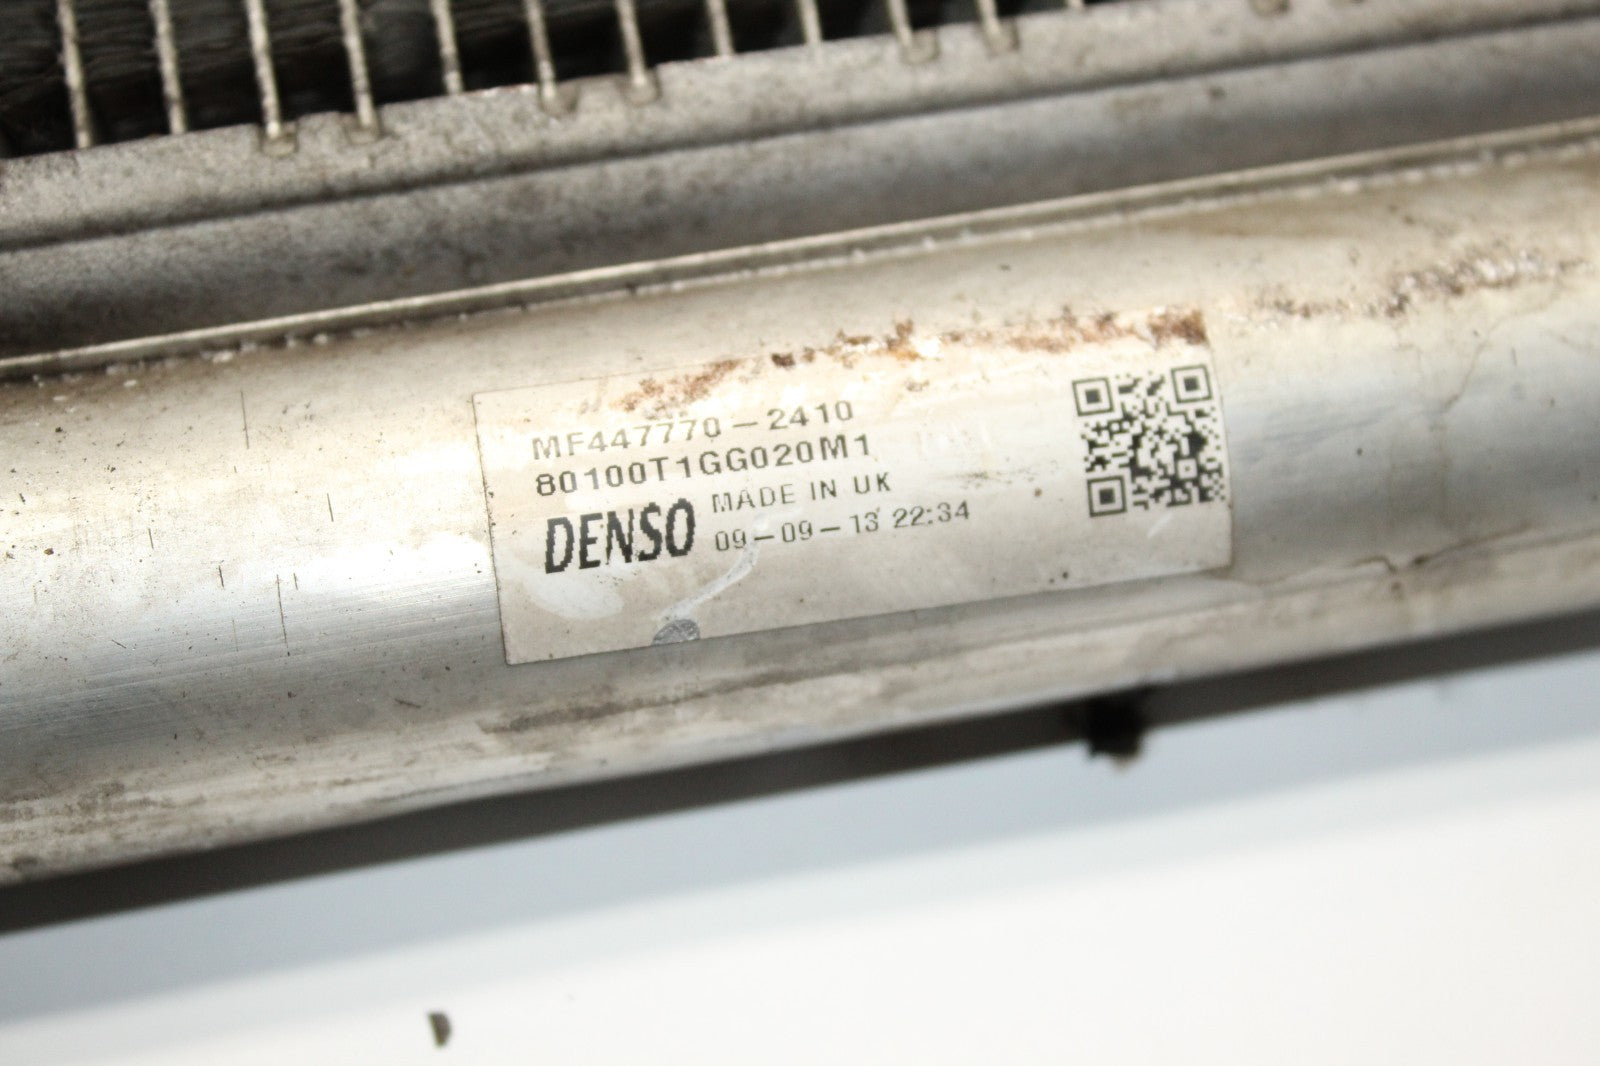 MF447770-2410
80100T1GG020M1
DENSO MADE IN UK
09-09-13 22:34